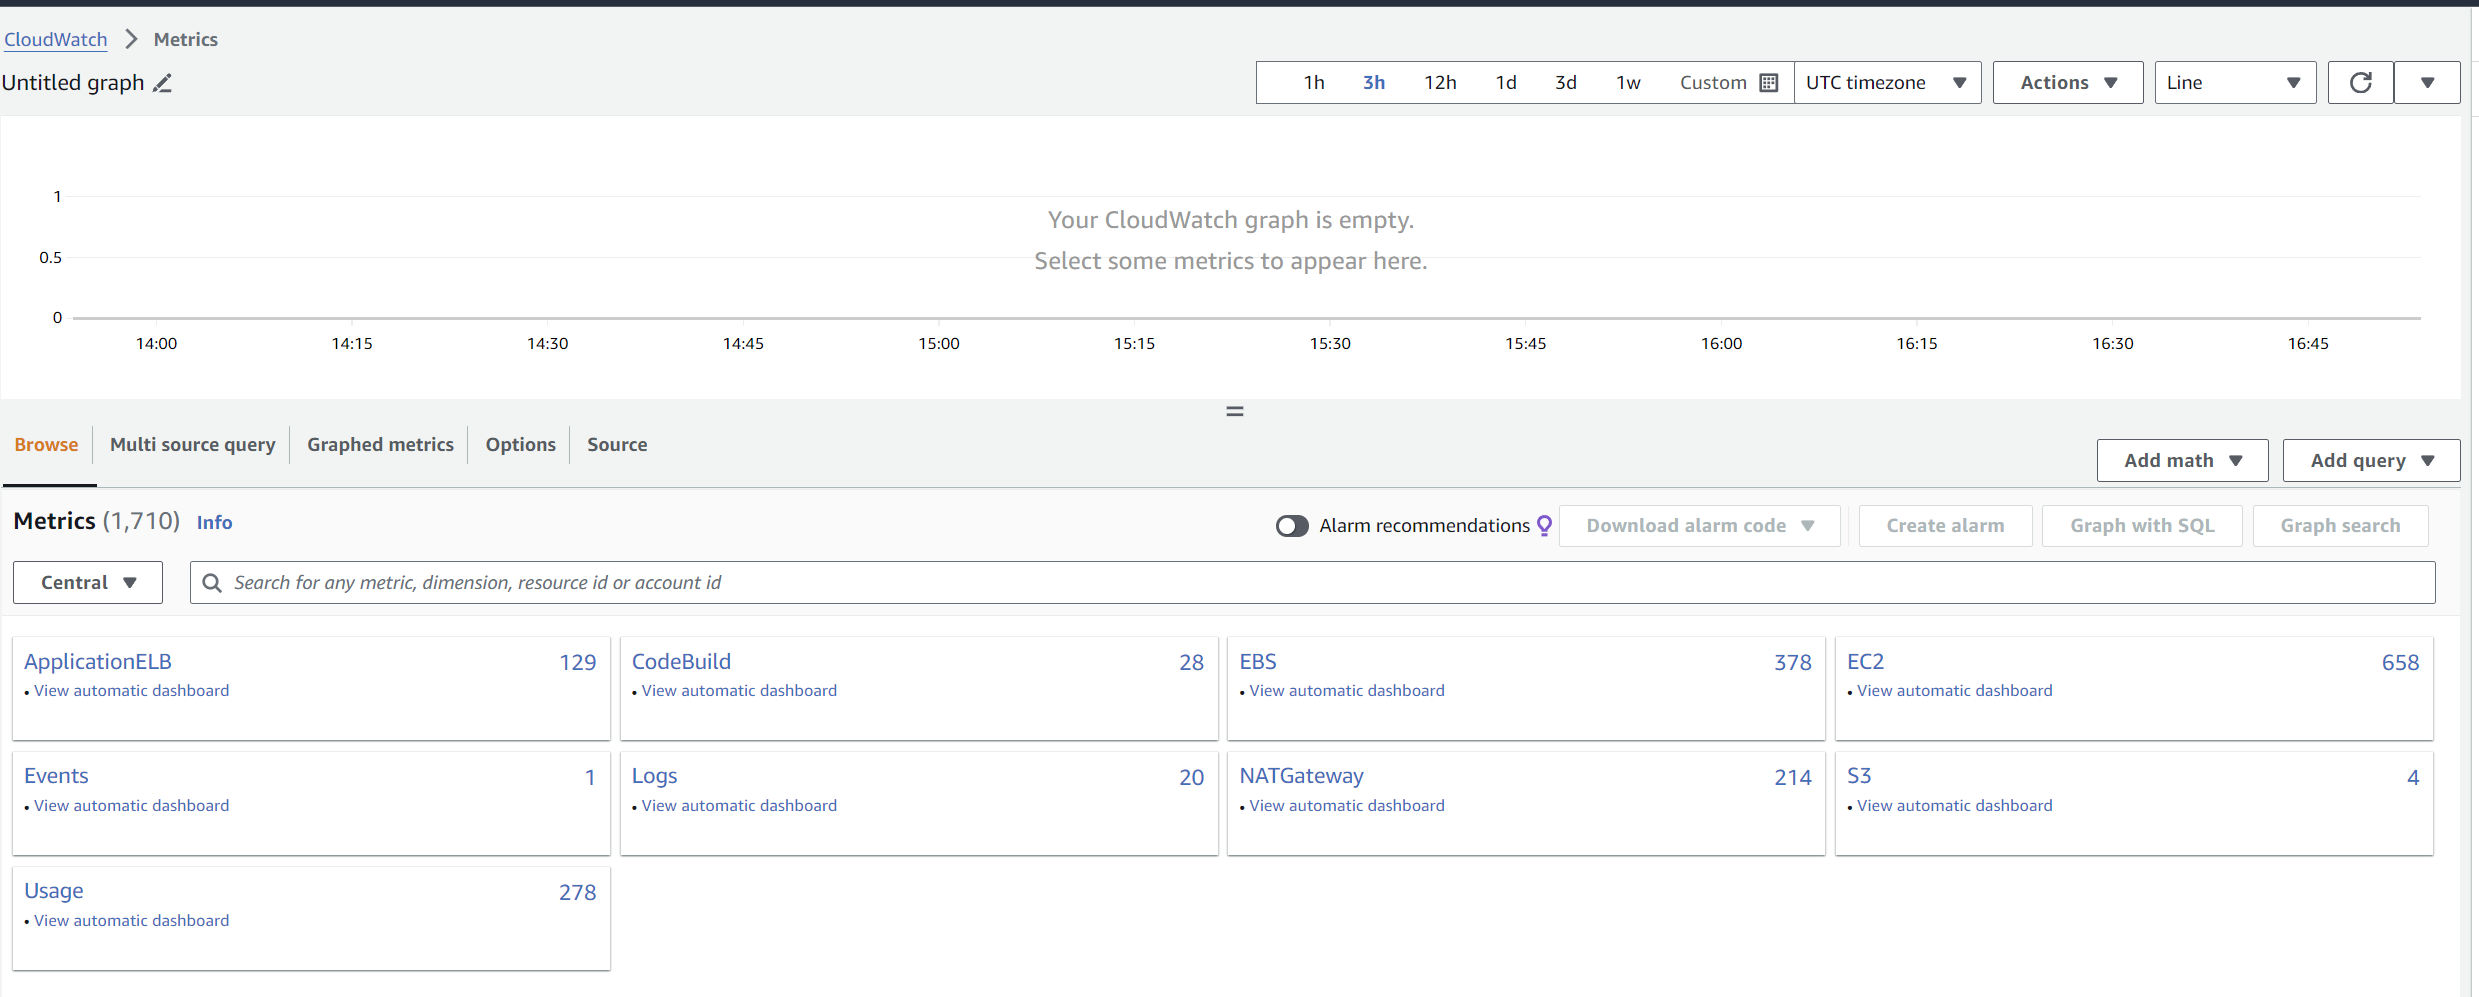 CloudWatch > Metrics
Untitled graph
1h 3h 12h 1d 3d 1w Custom UTC timezone Actions Line
1
Your CloudWatch graph is empty.
0.5
Select some metrics to appear here.
0
14:00 14:15 14:30 14:45 15:00 15:15 15:30 15:45 16:00 16:15 16:30 16:45
Browse Multi source query Graphed metrics Options Source
Add math Add query
Metrics (1,710) Info
Alarm recommendations Download alarm code Create alarm Graph with SQL Graph search
Central Search for any metric, dimension, resource id or account id
ApplicationELB 129
• View automatic dashboard
CodeBuild 28
• View automatic dashboard
EBS 378
• View automatic dashboard
EC2 658
• View automatic dashboard
Events 1
• View automatic dashboard
Logs 20
• View automatic dashboard
NATGateway 214
• View automatic dashboard
S3 4
• View automatic dashboard
Usage 278
• View automatic dashboard